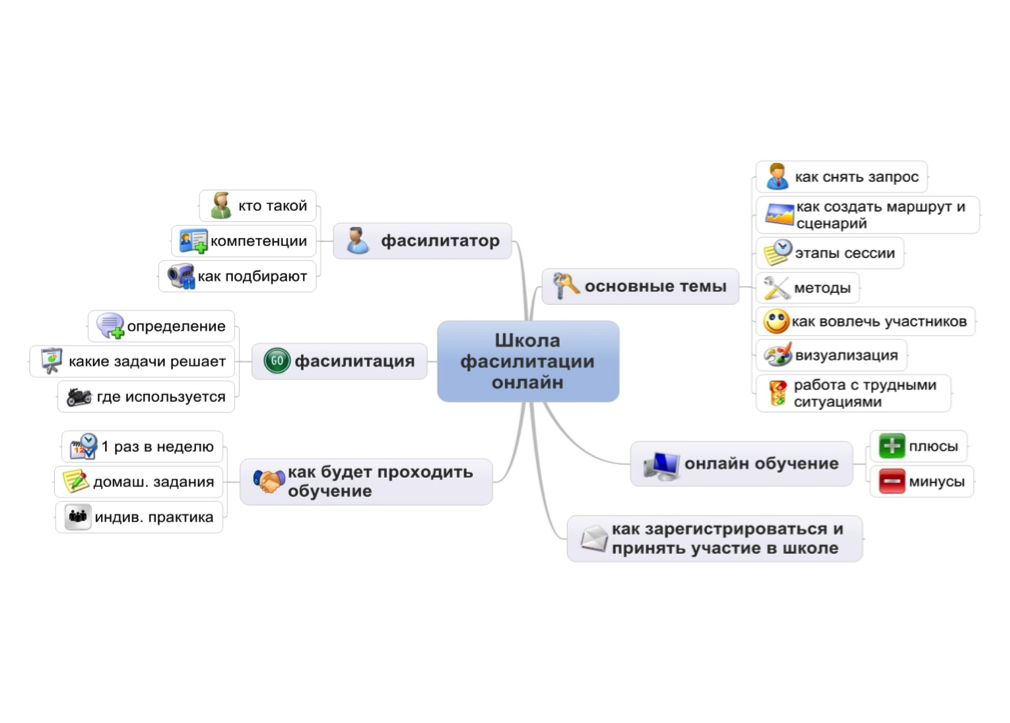 кто такой
компетенции
как подбирают
фасилитатор
определение
какие задачи решает
где используется
GO
фасилитация
1 раз в неделю
домаш. задания
индив. практика
как будет проходить
обучение
Школа
фасилитации
онлайн
основные темы
как снять запрос
как создать маршрут и
сценарий
этапы сессии
методы
как вовлечь участников
визуализация
работа с трудными
ситуациями
онлайн обучение
плюсы
минусы
как зарегистрироваться и
принять участие в школе